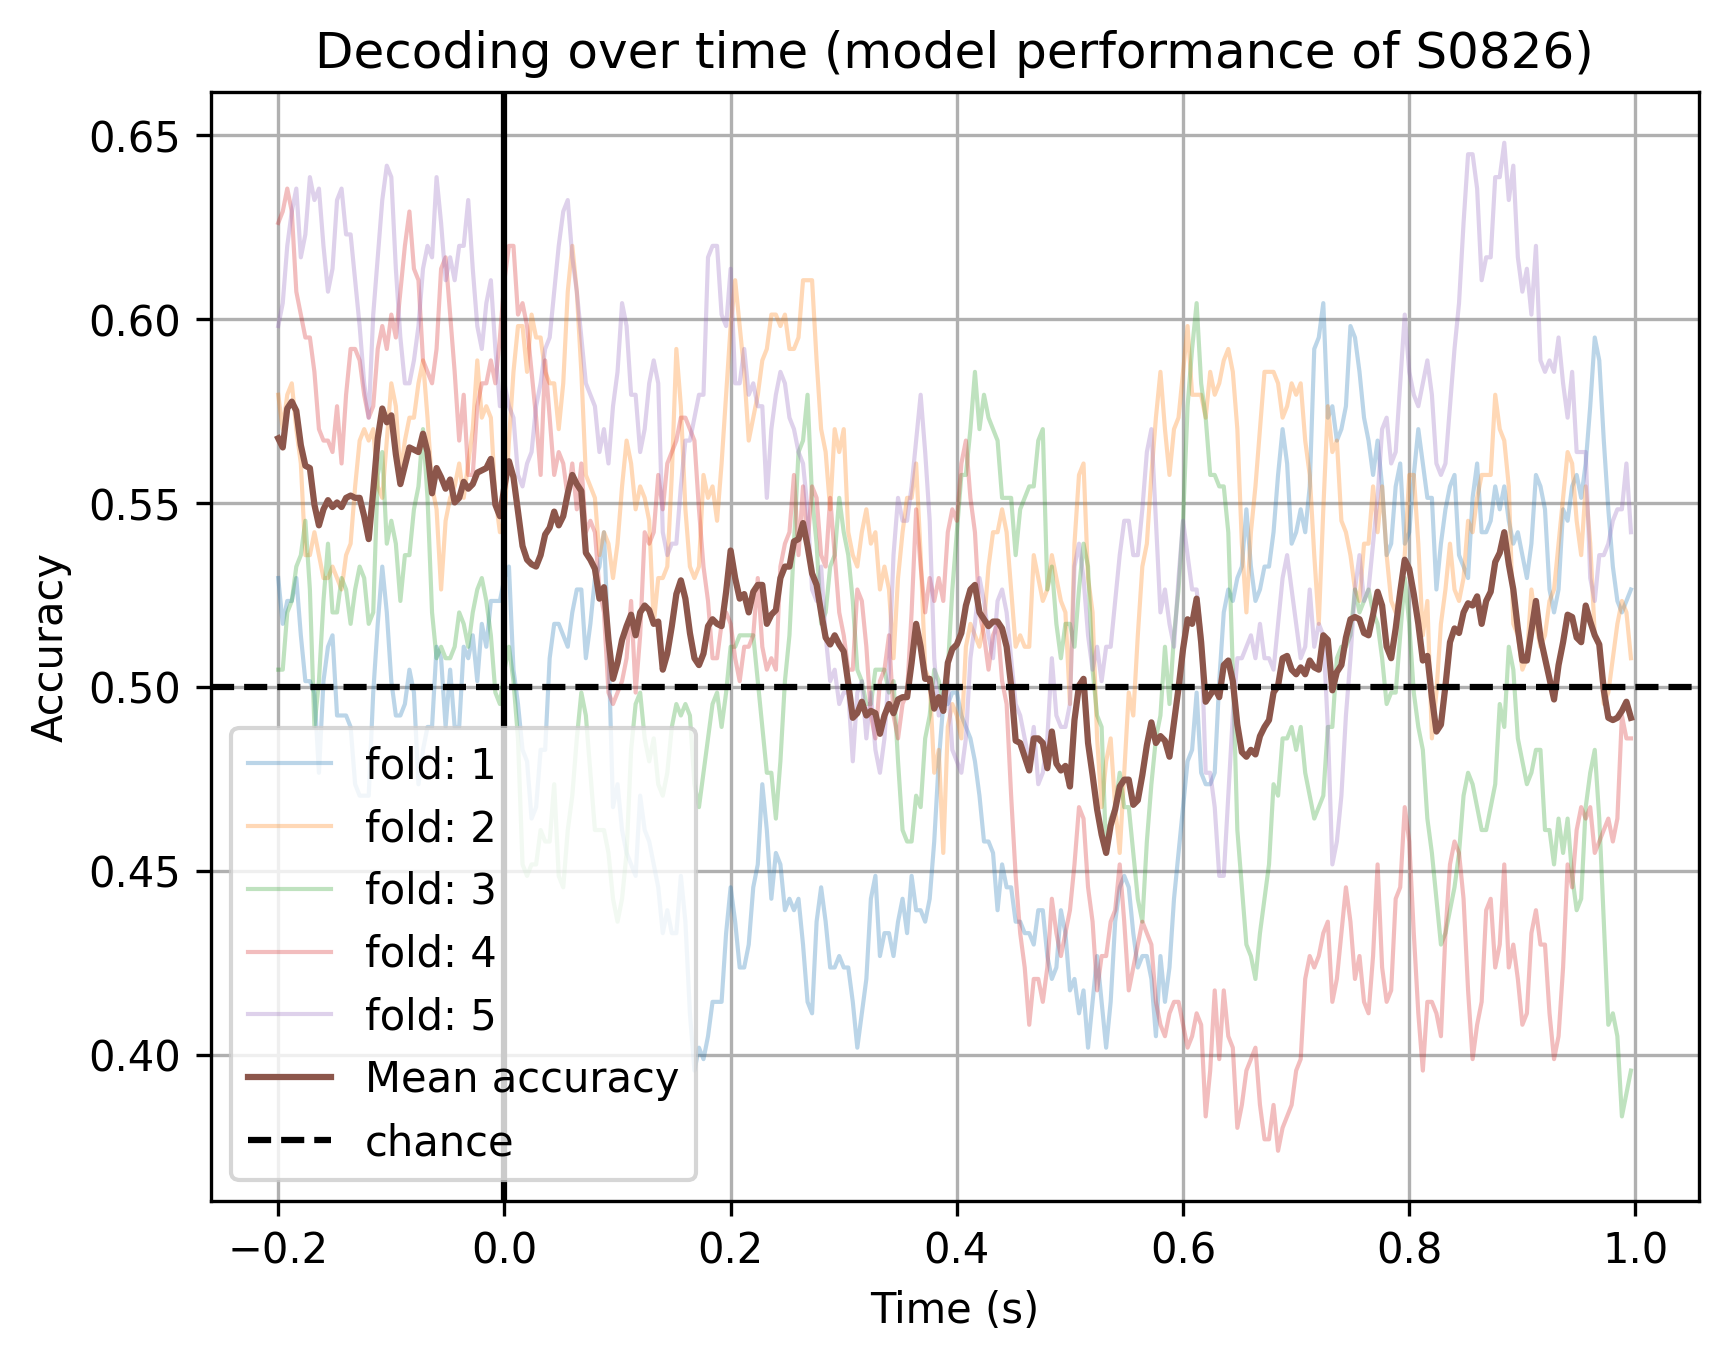 Decoding over time (model performance of S0826)
0.65
0.60
0.55
0.50
0.45
0.40
Accuracy
fold: 1
fold: 2
fold: 3
fold: 4
fold: 5
Mean accuracy
chance
−0.2 0.0 0.2 0.4 0.6 0.8 1.0
Time (s)